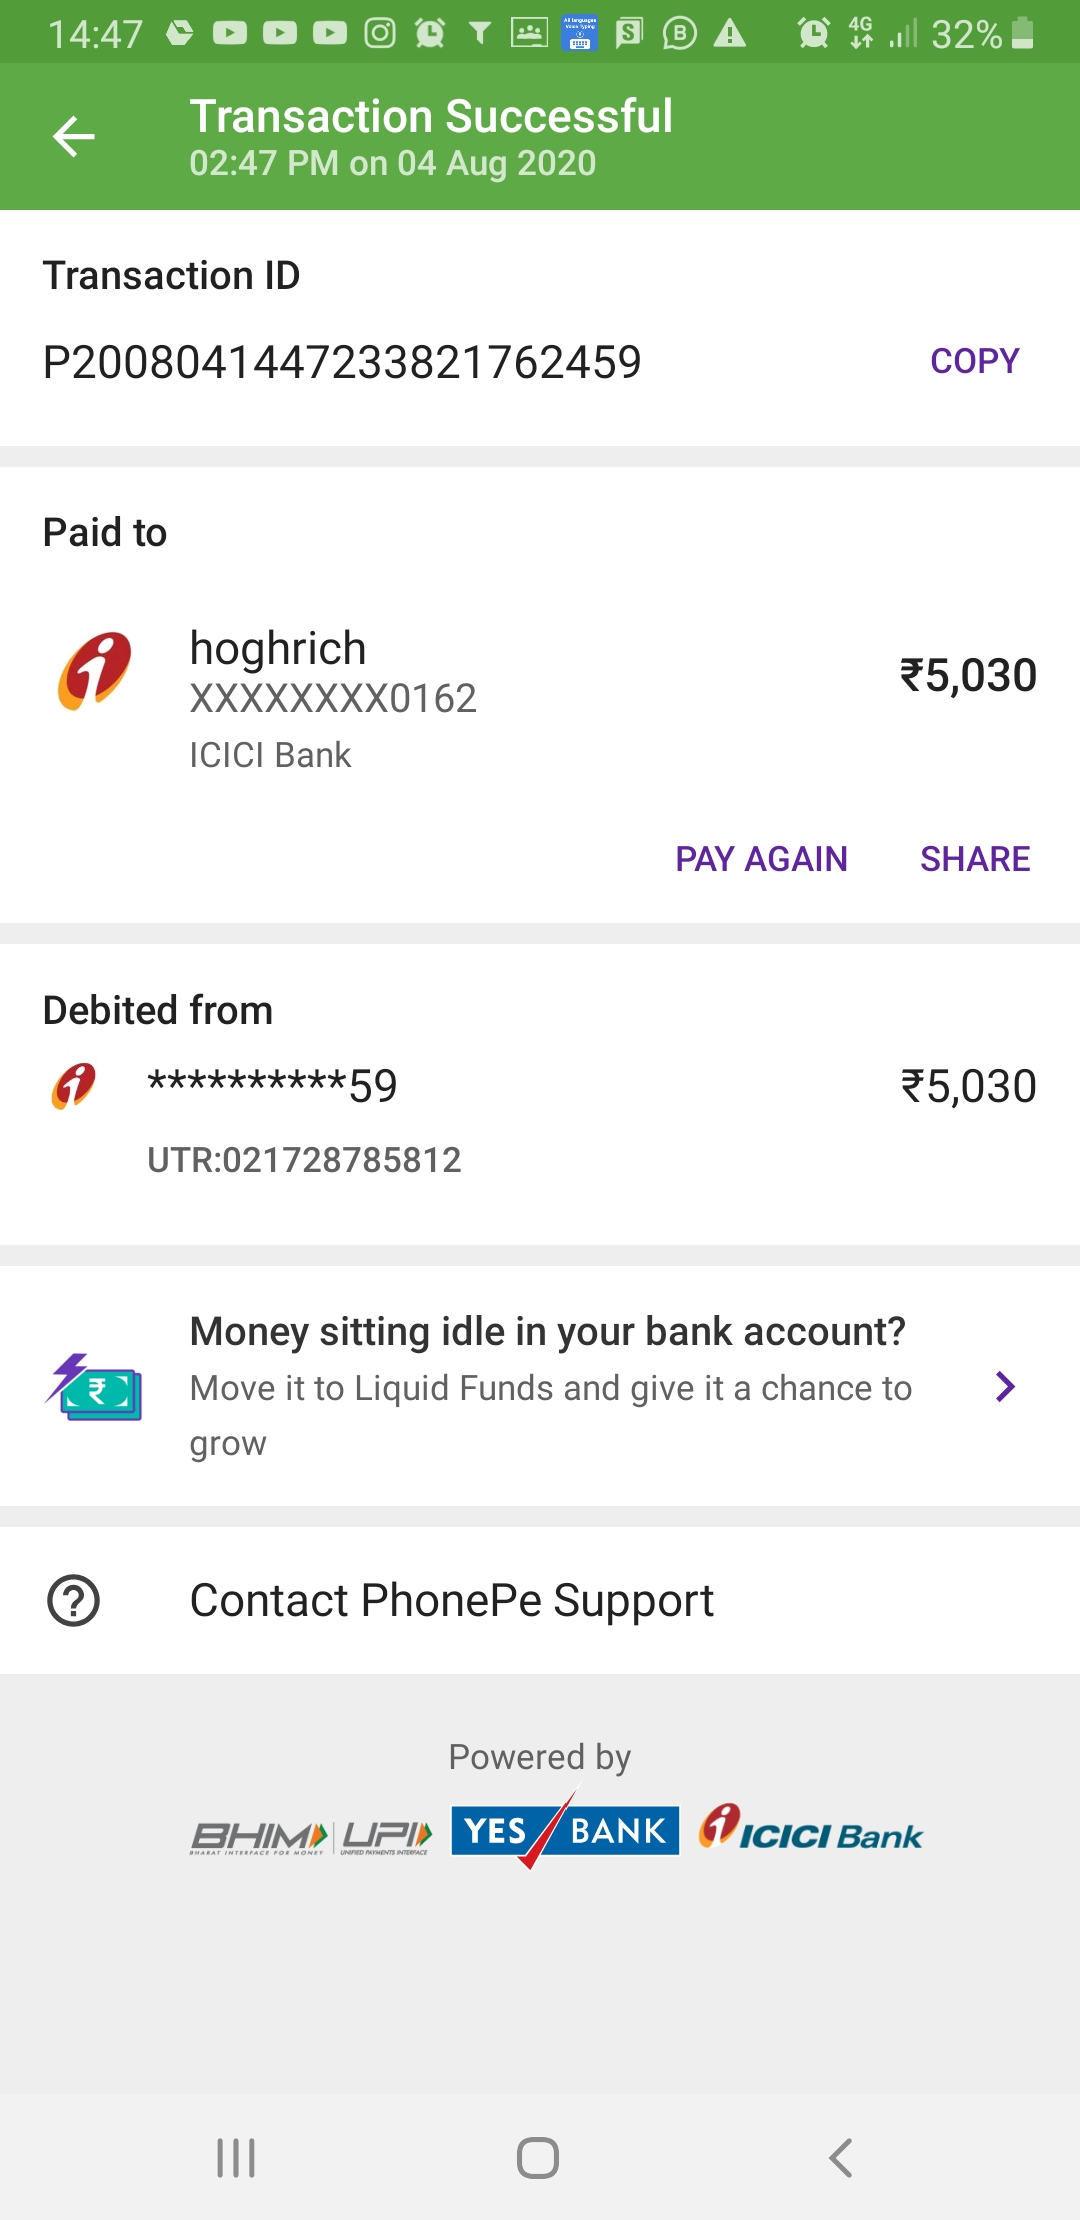 14:47 4G 32%
Transaction Successful
02:47 PM on 04 Aug 2020
Transaction ID
P2008041447233821762459 COPY
Paid to
hoghrich
XXXXXXXX0162
₹5,030
ICICI Bank
PAY AGAIN SHARE
Debited from
**********59 ₹5,030
UTR:021728785812
Money sitting idle in your bank account?
Move it to Liquid Funds and give it a chance to
grow
Contact PhonePe Support
Powered by
BHIM UPI YES BANK ICICI Bank
BHARAT INTERFACE FOR MONEY UNIFIED PAYMENTS INTERFACE